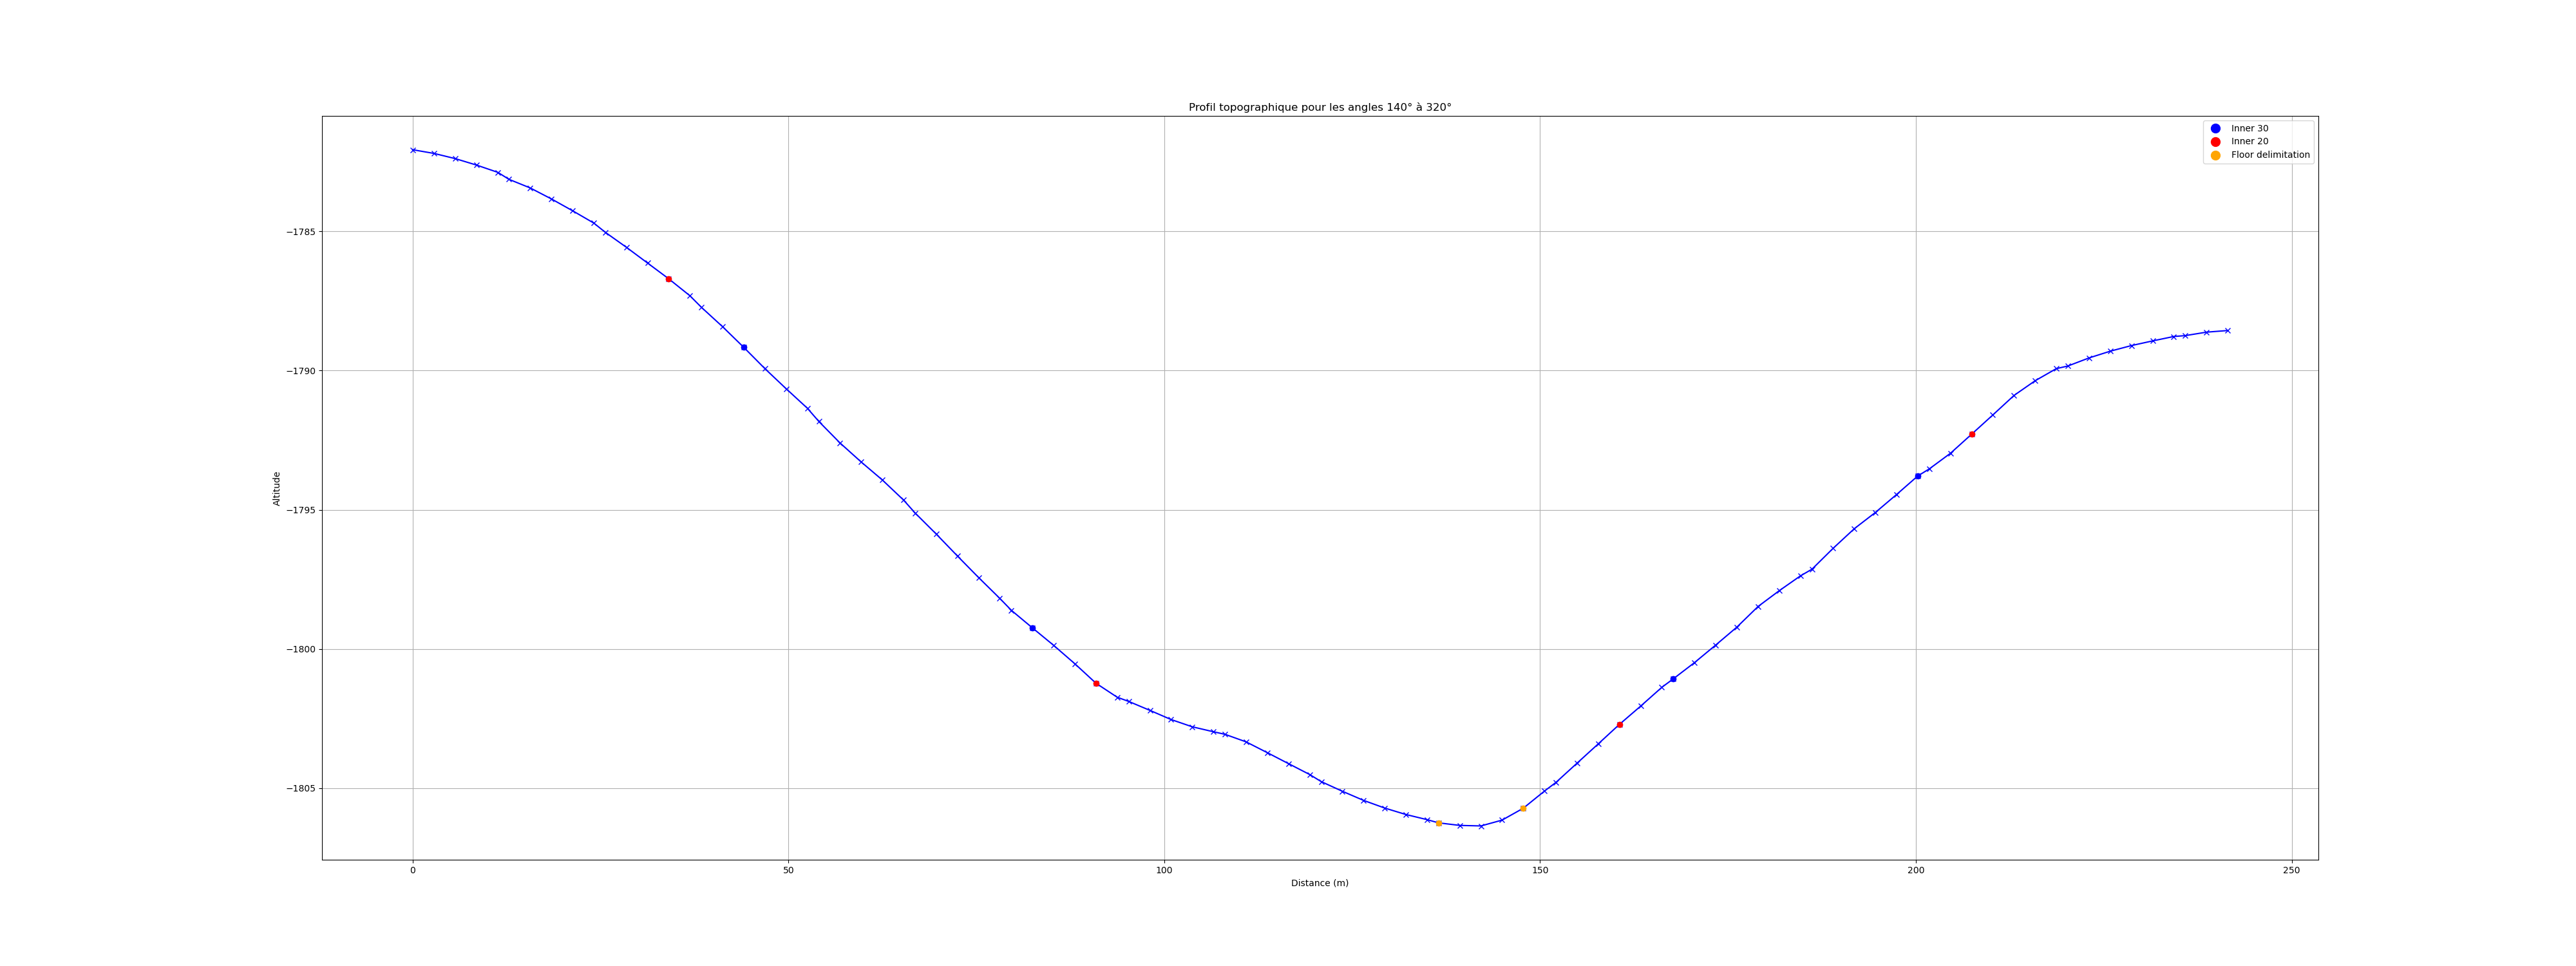 Profil topographique pour les angles 140° à 320°
Inner 30
Inner 20
Floor delimitation
Altitude
−1785
−1790
−1795
−1800
−1805
0 50 100 150 200 250
Distance (m)